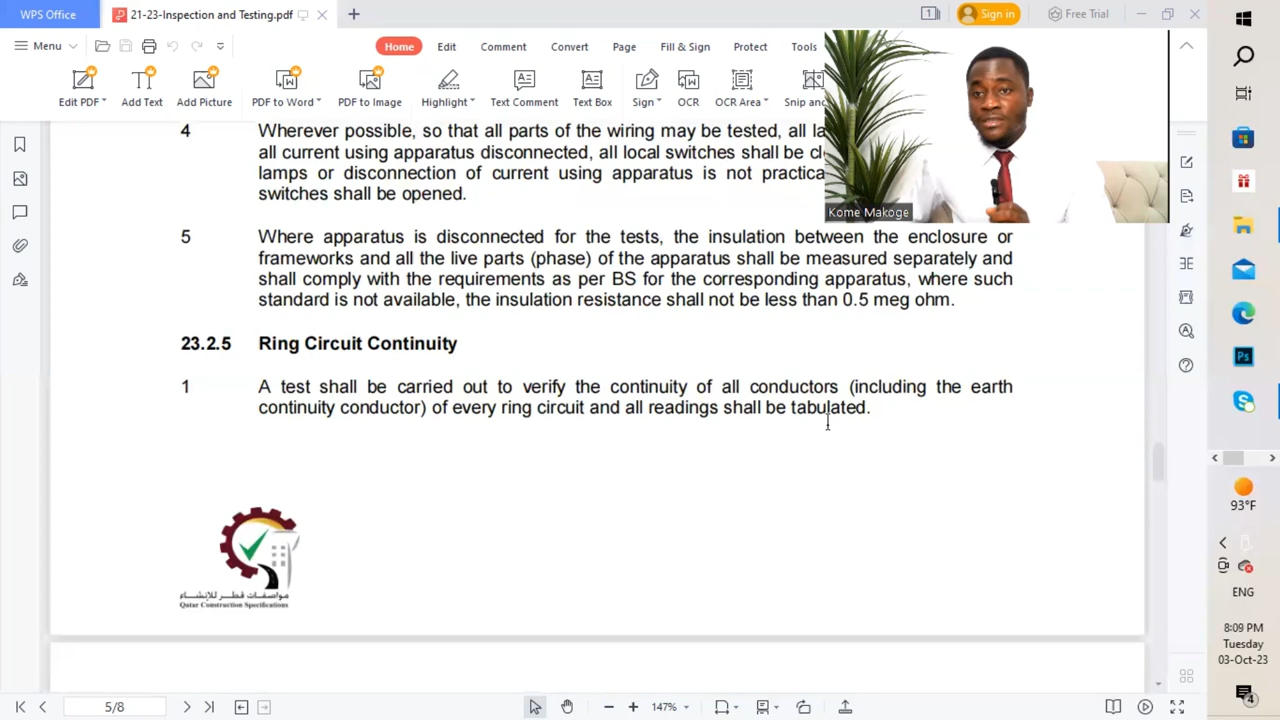 WPS Office
21-23-Inspection and Testing.pdf
Sign in
Free Trial
Menu
Home
Edit
Comment
Convert
Page
Fill & Sign
Protect
Tools
Edit PDF
Add Text
Add Picture
PDF to Word
PDF to Image
Highlight
Text Comment
Text Box
Sign
OCR
OCR Area
Snip and
4 Wherever possible, so that all parts of the wiring may be tested, all la
all current using apparatus disconnected, all local switches shall be
lamps or disconnection of current using apparatus is not practica
switches shall be opened.
5 Where apparatus is disconnected for the tests, the insulation between the enclosure or
frameworks and all the live parts (phase) of the apparatus shall be measured separately and
shall comply with the requirements as per BS for the corresponding apparatus, where such
standard is not available, the insulation resistance shall not be less than 0.5 meg ohm.
23.2.5 Ring Circuit Continuity
1 A test shall be carried out to verify the continuity of all conductors (including the earth
continuity conductor) of every ring circuit and all readings shall be tabulated.
Kome Makoge
مواصفات قطر للإنشاء
Qatar Construction Specifications
5/8
147%
93°F
ENG
8:09 PM
Tuesday
03-Oct-23
4
Ps